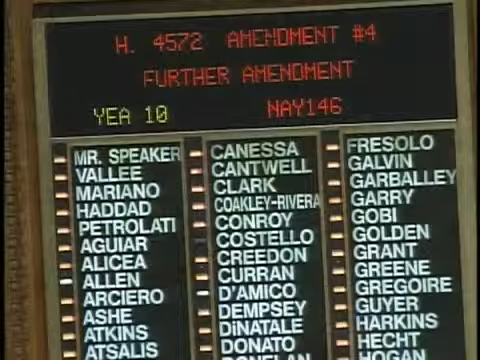 H. 4572 AMENDMENT #4
FURTHER AMENDMENT
YEA 10 NAY146
MR. SPEAKER
VALLEE
MARIANO
HADDAD
PETROLATI
AGUIAR
ALICEA
ALLEN
ARCIERO
ASHE
ATKINS
ATSALIS
CANESSA
CANTWELL
CLARK
COAKLEY-RIVERA
CONROY
COSTELLO
CREEDON
CURRAN
D'AMICO
DEMPSEY
DiNATALE
DONATO
DONELAN
FRESOLO
GALVIN
GARBALLEY
GARRY
GOBI
GOLDEN
GRANT
GREENE
GREGOIRE
GUYER
HARKINS
HECHT
HOGAN